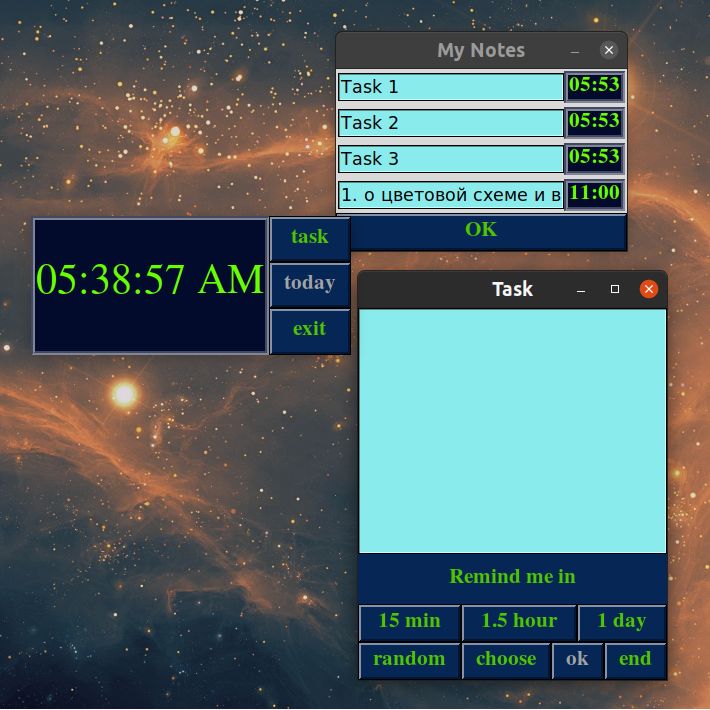 My Notes
Task 1
05:53
Task 2
05:53
Task 3
05:53
1. о цветовой схеме и в
11:00
OK
05:38:57 AM
task
today
exit
Task
Remind me in
15 min
1.5 hour
1 day
random
choose
ok
end